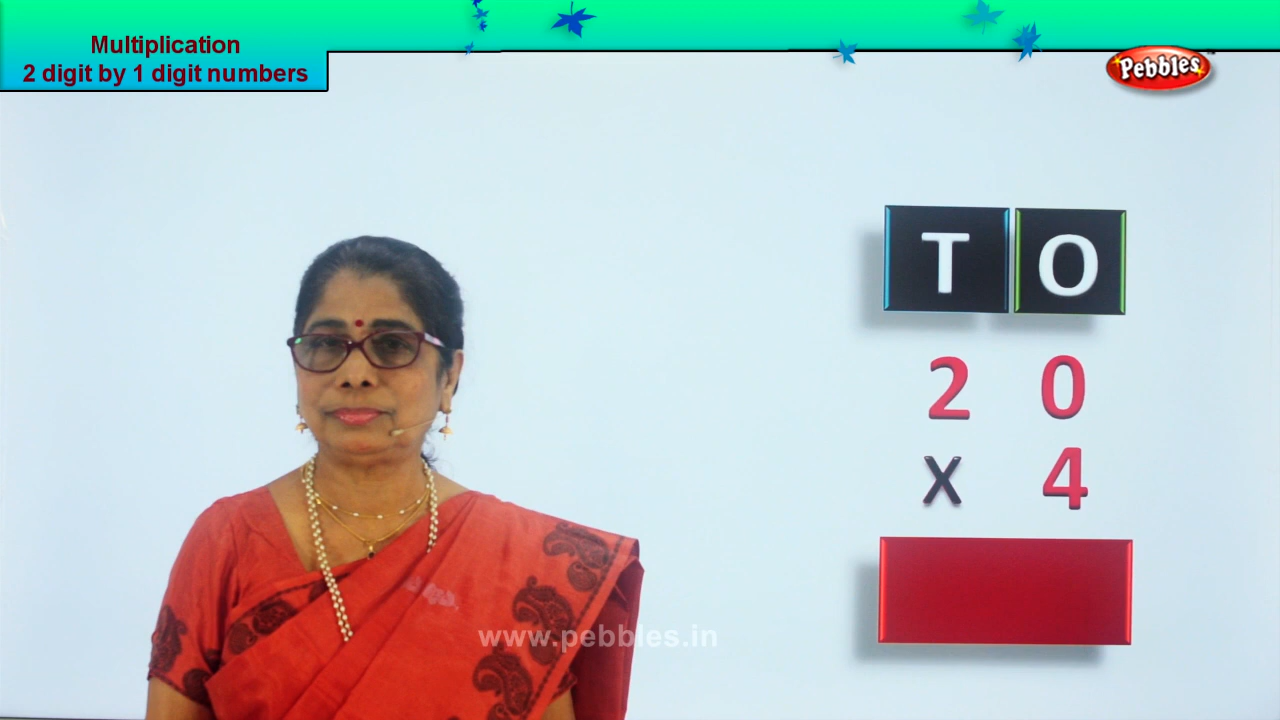 Multiplication
2 digit by 1 digit numbers
Pebbles
T O
2 0
x 4
www.pebbles.in